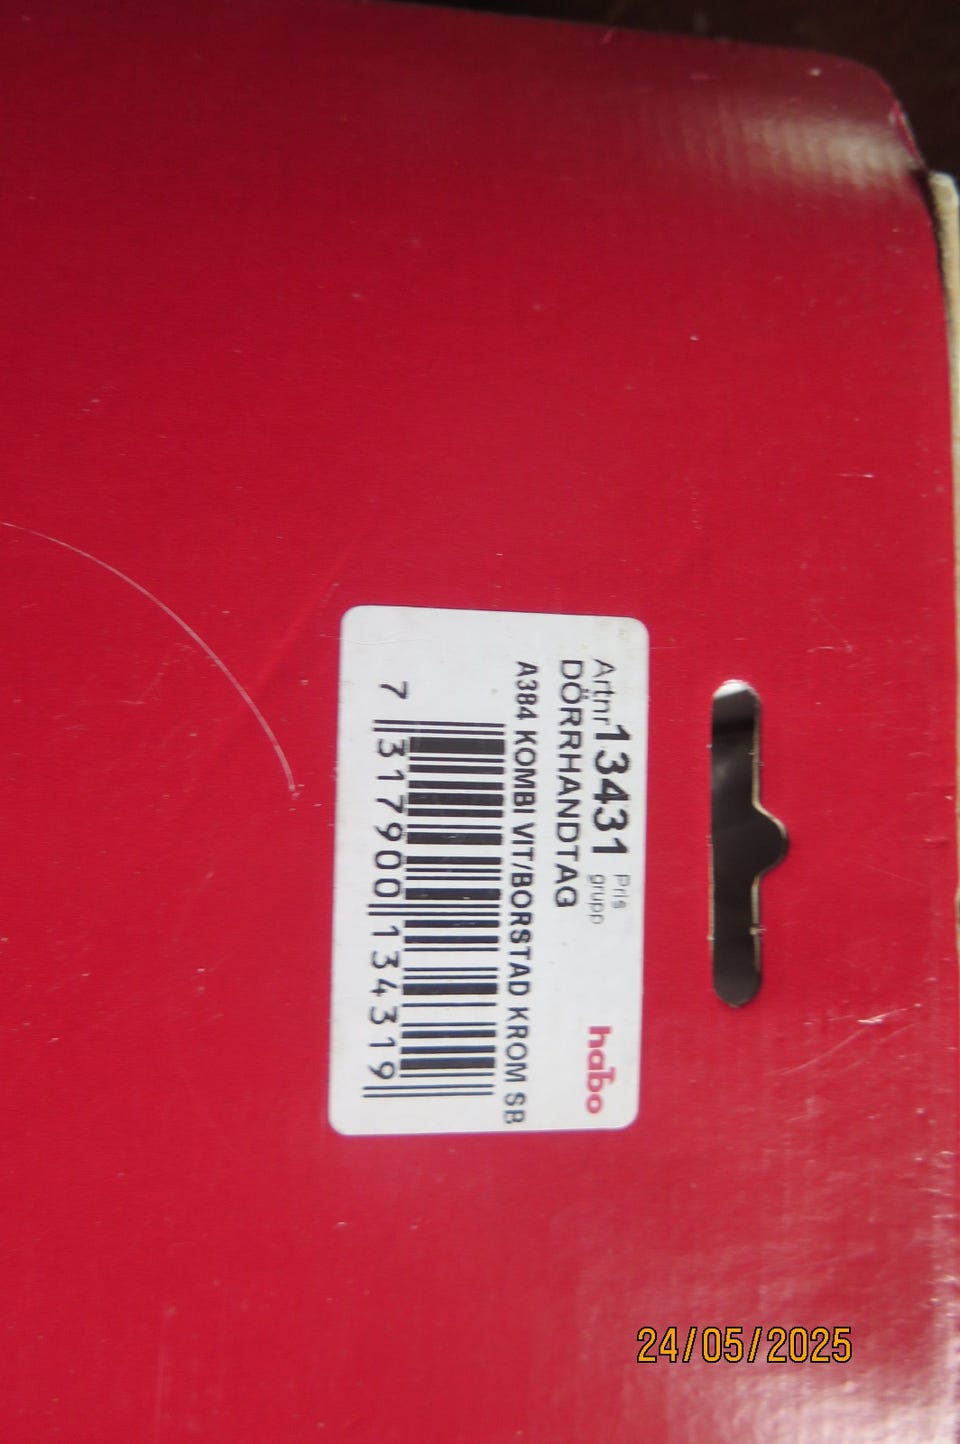 Artnr 13431 Pris grupp
habo
DÖRRHANDTAG
A384 KOMBI VIT/BORSTAD KROM SB
7 317900 134319
24/05/2025